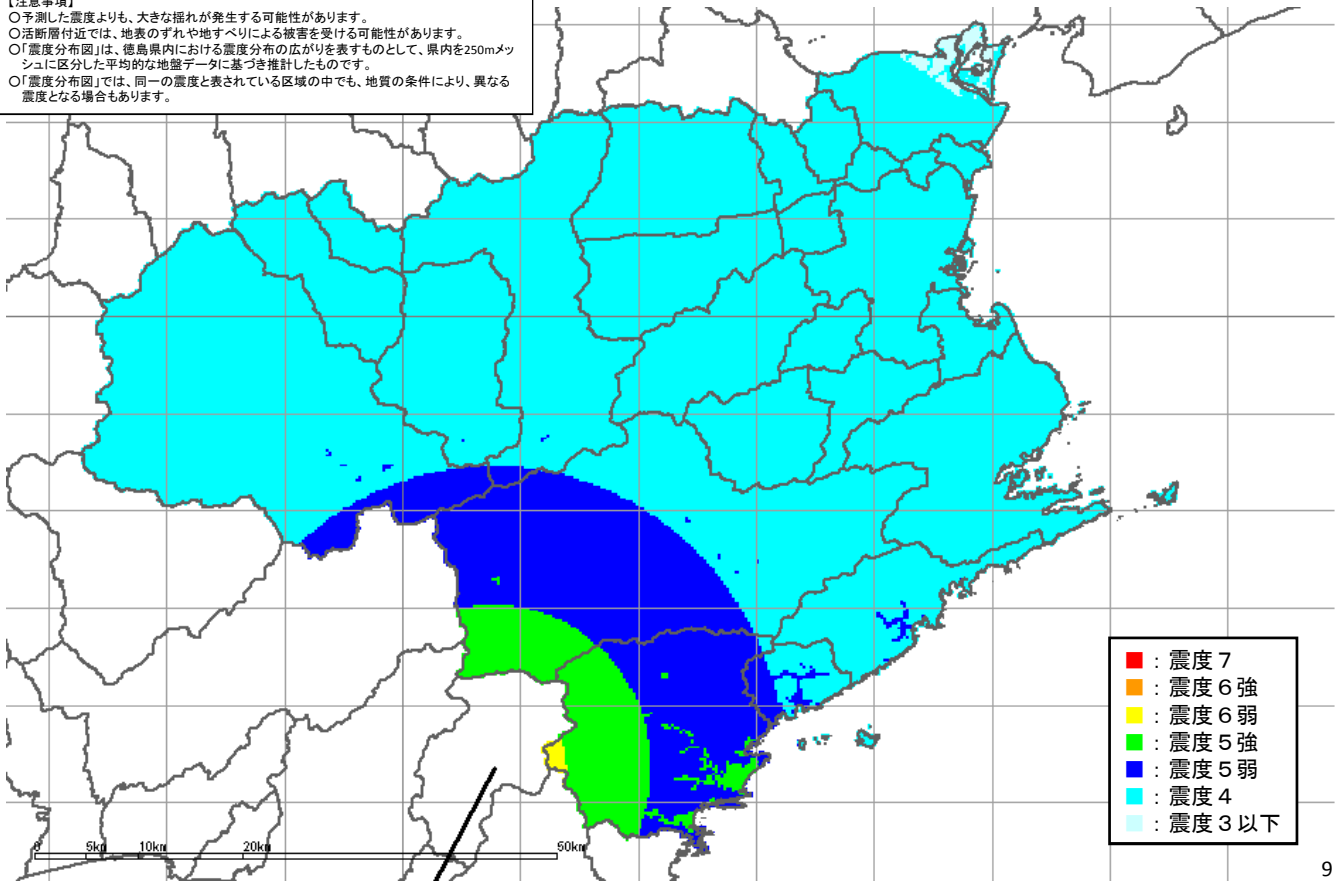 【注意事項】
○予測した震度よりも、大きな揺れが発生する可能性があります。
○活断層付近では、地表のずれや地すべりによる被害を受ける可能性があります。
○「震度分布図」は、徳島県内における震度分布の広がりを表すものとして、県内を250mメッ
シュに区分した平均的な地盤データに基づき推計したものです。
○「震度分布図」では、同一の震度と表されている区域の中でも、地質の条件により、異なる
震度となる場合もあります。
：震度７
：震度６強
：震度６弱
：震度５強
：震度５弱
：震度４
：震度３以下
0 5km 10km 20km 50km
9